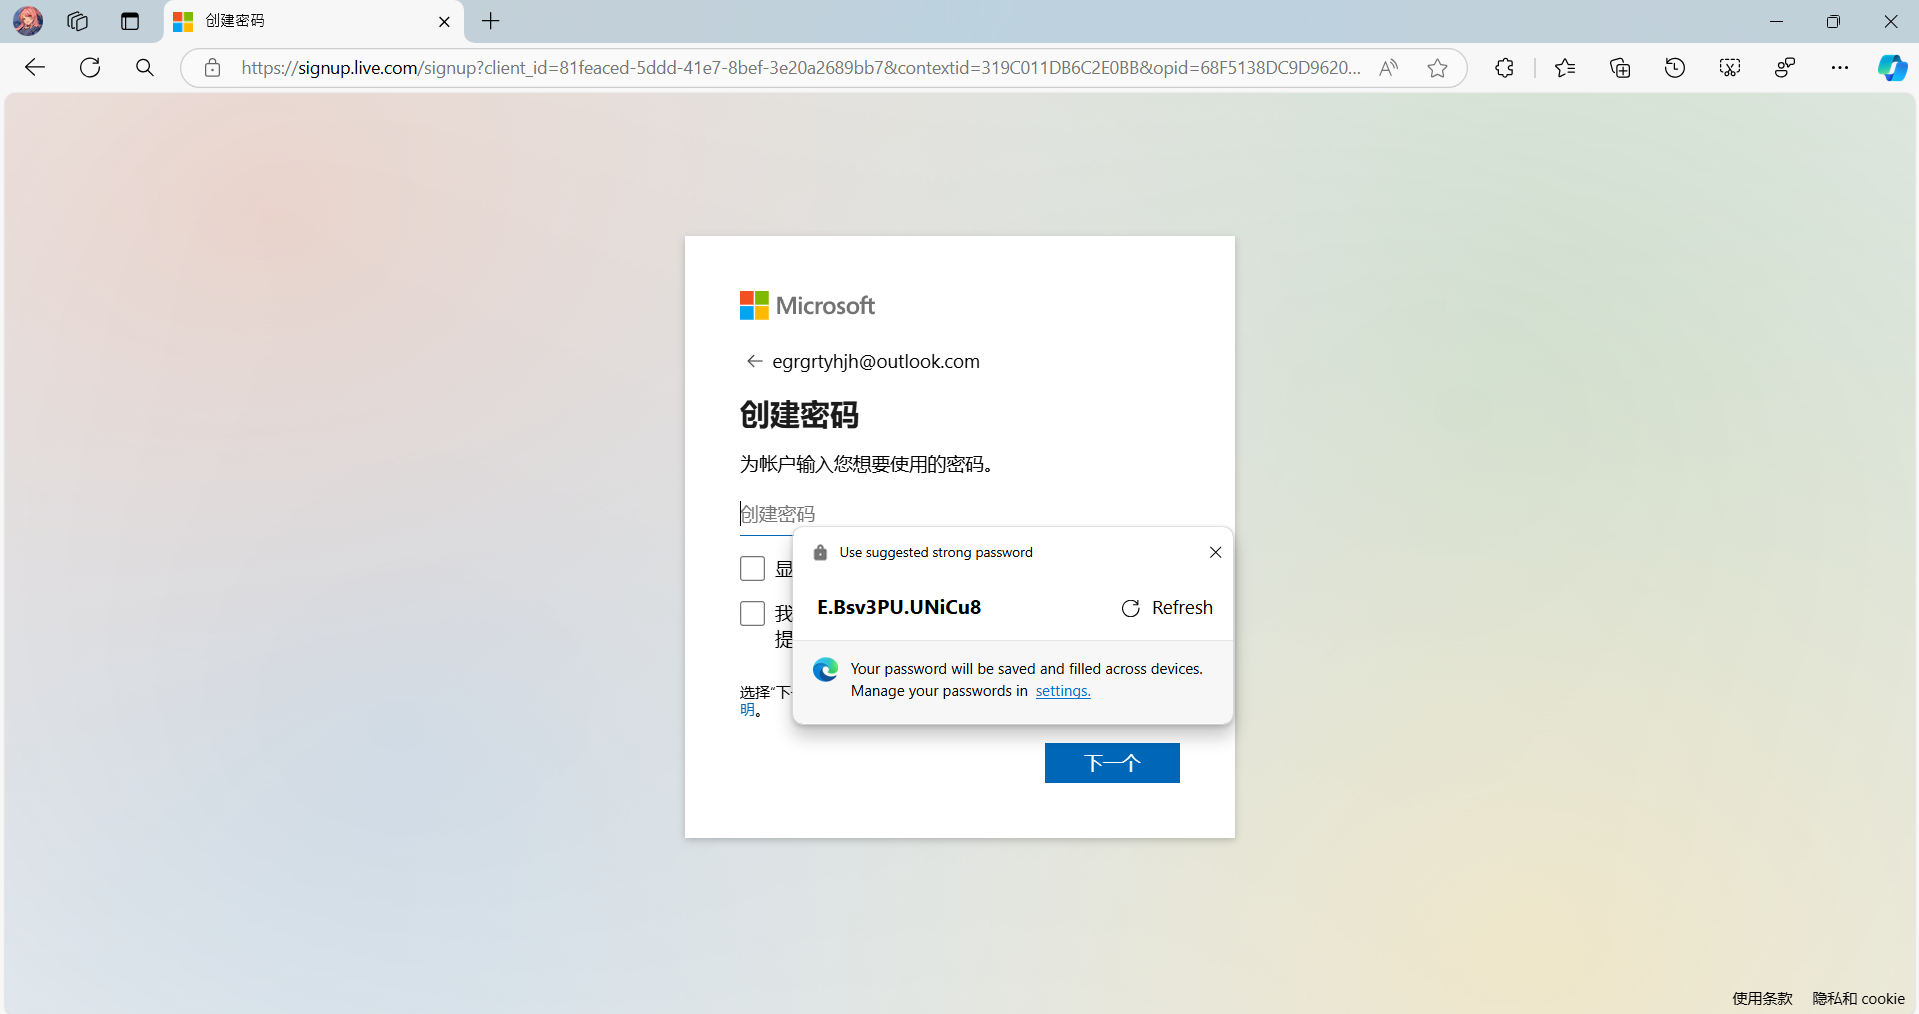 创建密码
https://signup.live.com/signup?client_id=81feaced-5ddd-41e7-8bef-3e20a2689bb7&contextid=319C011DB6C2E0BB&opid=68F5138DC9D9620...
Microsoft
egrgrtyhjh@outlook.com
创建密码
为帐户输入您想要使用的密码。
创建密码
Use suggested strong password
显
E.Bsv3PU.UNiCu8
Refresh
我
提
Your password will be saved and filled across devices.
Manage your passwords in settings.
选择“下一
明。
下一个
使用条款
隐私和 cookie